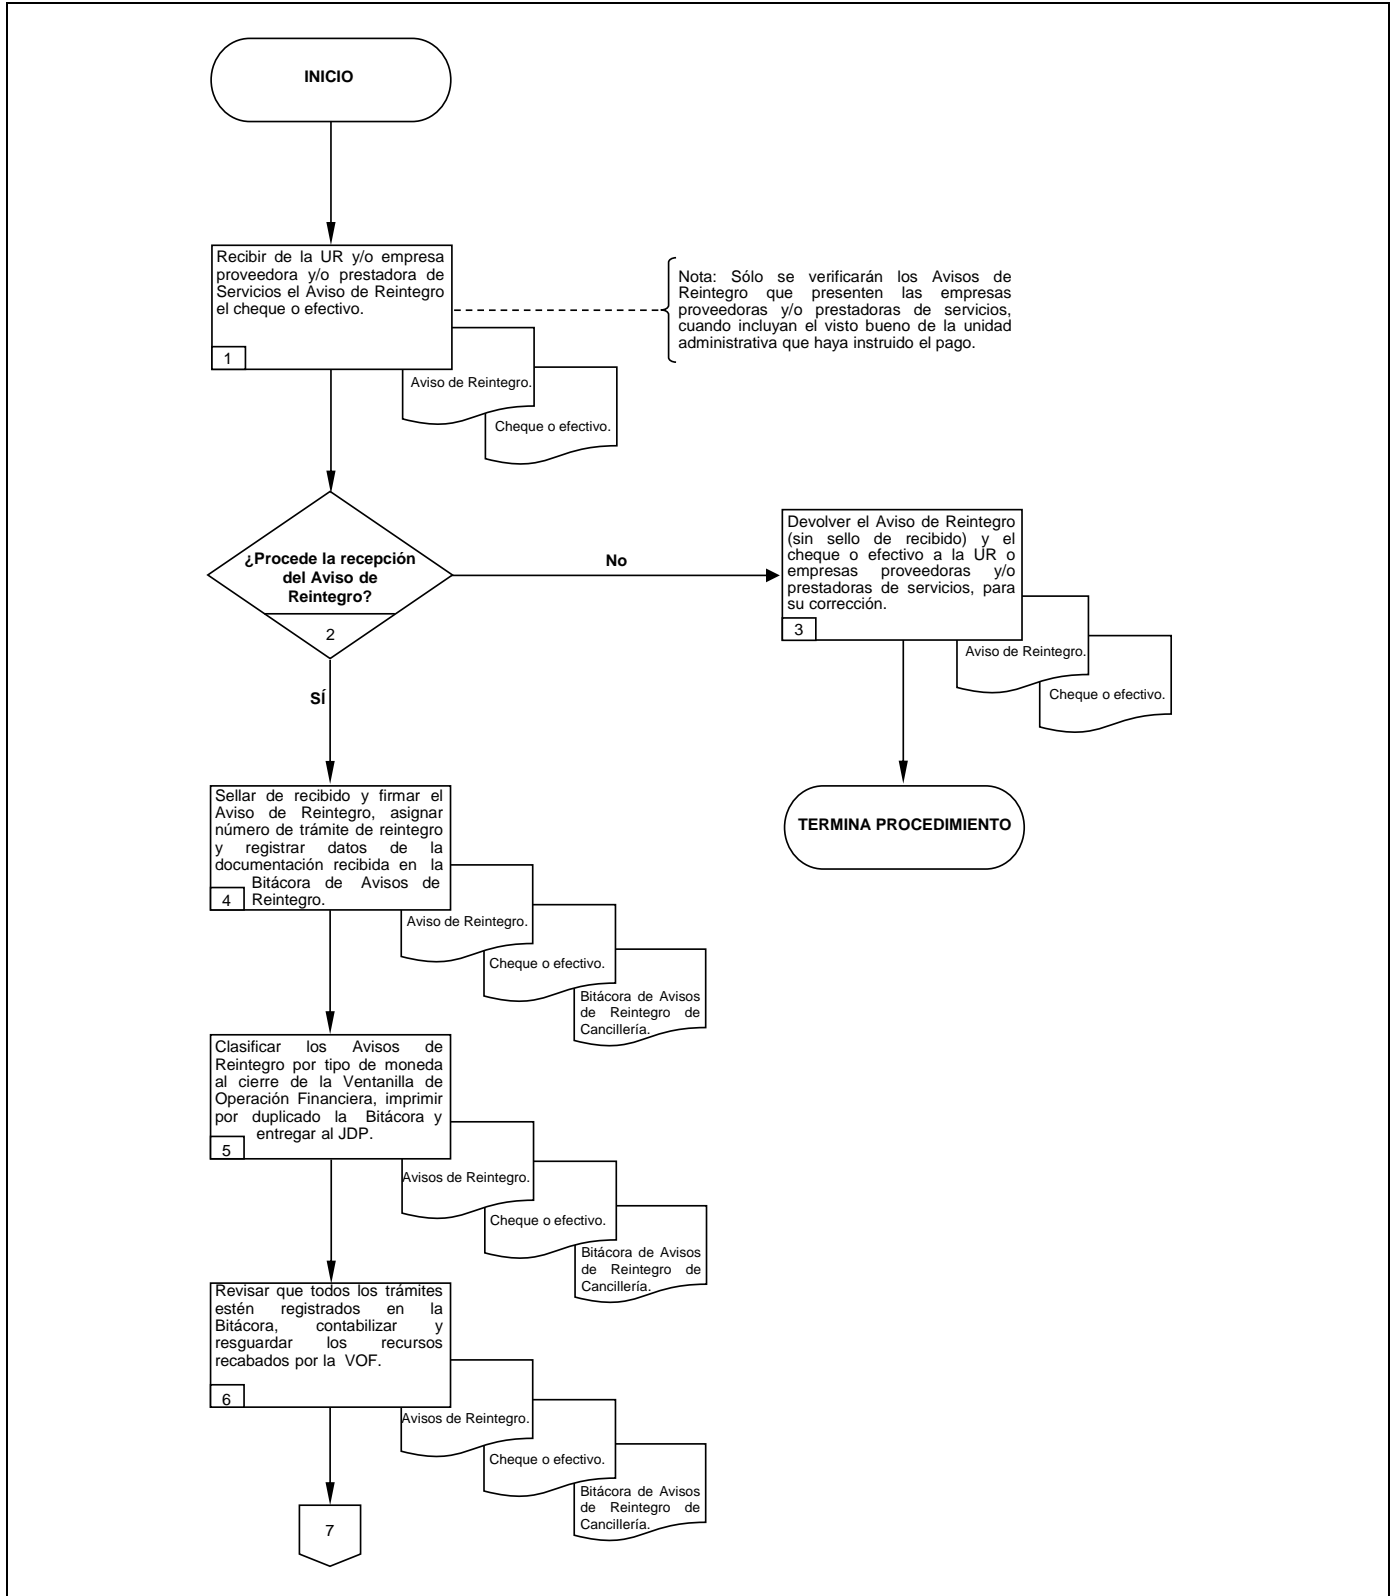 INICIO
Recibir de la UR y/o empresa
proveedora y/o prestadora de
Servicios el Aviso de Reintegro
el cheque o efectivo.
1
Nota: Sólo se verificarán los Avisos de
Reintegro que presenten las empresas
proveedoras y/o prestadoras de servicios,
cuando incluyan el visto bueno de la unidad
administrativa que haya instruido el pago.
Aviso de Reintegro.
Cheque o efectivo.
¿Procede la recepción
del Aviso de
Reintegro?
2
No
SÍ
Devolver el Aviso de Reintegro
(sin sello de recibido) y el
cheque o efectivo a la UR o
empresas proveedoras y/o
prestadoras de servicios, para
su corrección.
3
Aviso de Reintegro.
Cheque o efectivo.
TERMINA PROCEDIMIENTO
Sellar de recibido y firmar el
Aviso de Reintegro, asignar
número de trámite de reintegro
y registrar datos de la
documentación recibida en la
Bitácora de Avisos de
Reintegro.
4
Aviso de Reintegro.
Cheque o efectivo.
Bitácora de Avisos
de Reintegro de
Cancillería.
Clasificar los Avisos de
Reintegro por tipo de moneda
al cierre de la Ventanilla de
Operación Financiera, imprimir
por duplicado la Bitácora y
entregar al JDP.
5
Avisos de Reintegro.
Cheque o efectivo.
Bitácora de Avisos
de Reintegro de
Cancillería.
Revisar que todos los trámites
estén registrados en la
Bitácora, contabilizar y
resguardar los recursos
recabados por la VOF.
6
Avisos de Reintegro.
Cheque o efectivo.
Bitácora de Avisos
de Reintegro de
Cancillería.
7